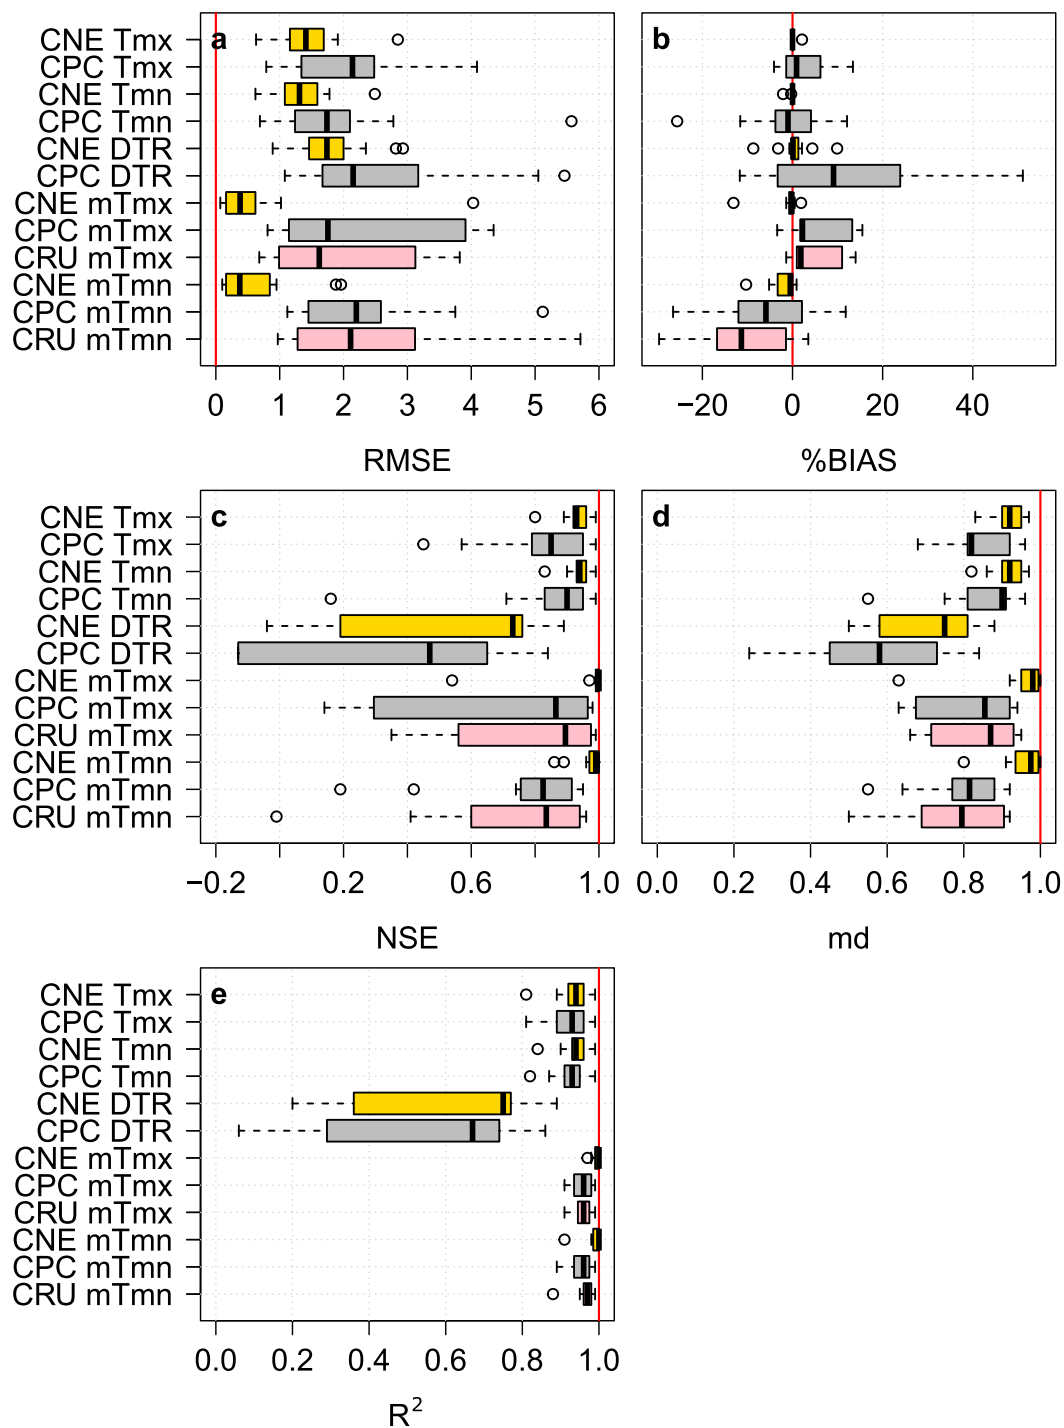 a
CNE Tmx
CPC Tmx
CNE Tmn
CPC Tmn
CNE DTR
CPC DTR
CNE mTmx
CPC mTmx
CRU mTmx
CNE mTmn
CPC mTmn
CRU mTmn
0 1 2 3 4 5 6
RMSE
b
−20 0 20 40
%BIAS
c
CNE Tmx
CPC Tmx
CNE Tmn
CPC Tmn
CNE DTR
CPC DTR
CNE mTmx
CPC mTmx
CRU mTmx
CNE mTmn
CPC mTmn
CRU mTmn
−0.2 0.2 0.6 1.0
NSE
d
0.0 0.2 0.4 0.6 0.8 1.0
md
e
CNE Tmx
CPC Tmx
CNE Tmn
CPC Tmn
CNE DTR
CPC DTR
CNE mTmx
CPC mTmx
CRU mTmx
CNE mTmn
CPC mTmn
CRU mTmn
0.0 0.2 0.4 0.6 0.8 1.0
R²